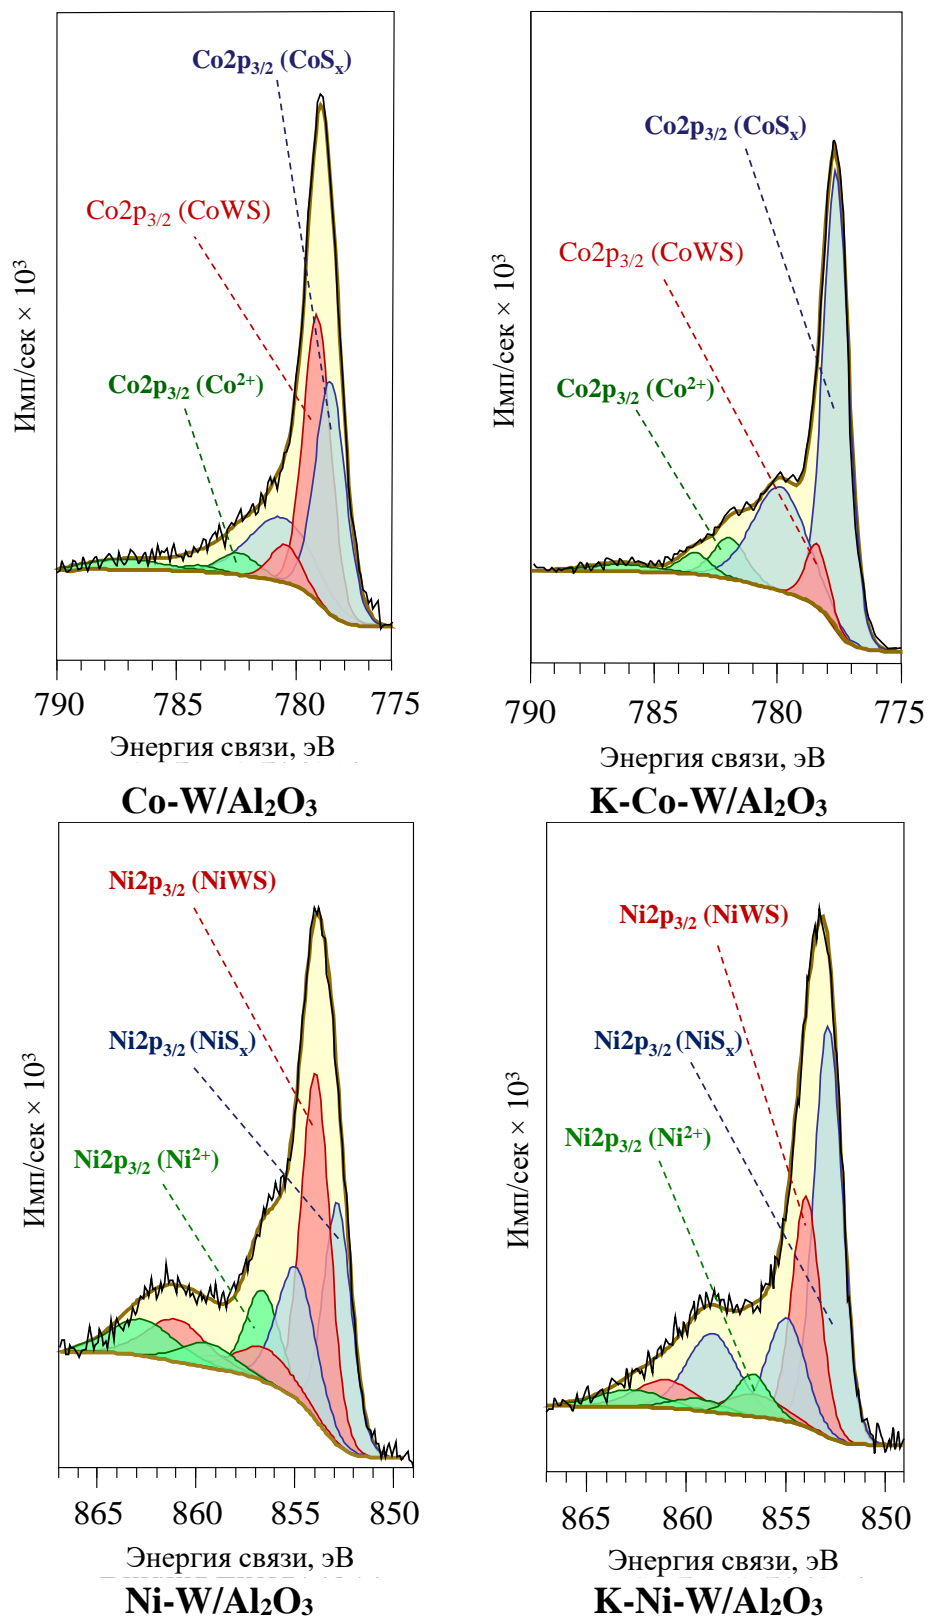 Co2p3/2 (CoSx)
Co2p3/2 (CoWS)
Co2p3/2 (Co2+)
Имп/сек × 10³
790 785 780 775
Энергия связи, эВ
Co-W/Al2O3
Co2p3/2 (CoSx)
Co2p3/2 (CoWS)
Co2p3/2 (Co2+)
Имп/сек × 10³
790 785 780 775
Энергия связи, эВ
K-Co-W/Al2O3
Ni2p3/2 (NiWS)
Ni2p3/2 (NiSx)
Ni2p3/2 (Ni2+)
Имп/сек × 10³
865 860 855 850
Энергия связи, эВ
Ni-W/Al2O3
Ni2p3/2 (NiWS)
Ni2p3/2 (NiSx)
Ni2p3/2 (Ni2+)
Имп/сек × 10³
865 860 855 850
Энергия связи, эВ
K-Ni-W/Al2O3